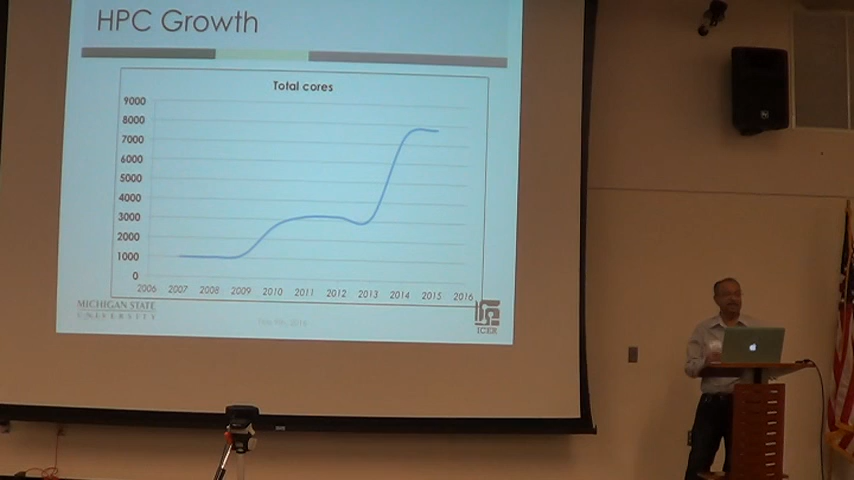 HPC Growth
Total cores
9000
8000
7000
6000
5000
4000
3000
2000
1000
0
2006 2007 2008 2009 2010 2011 2012 2013 2014 2015 2016
MICHIGAN STATE
UNIVERSITY
ICER